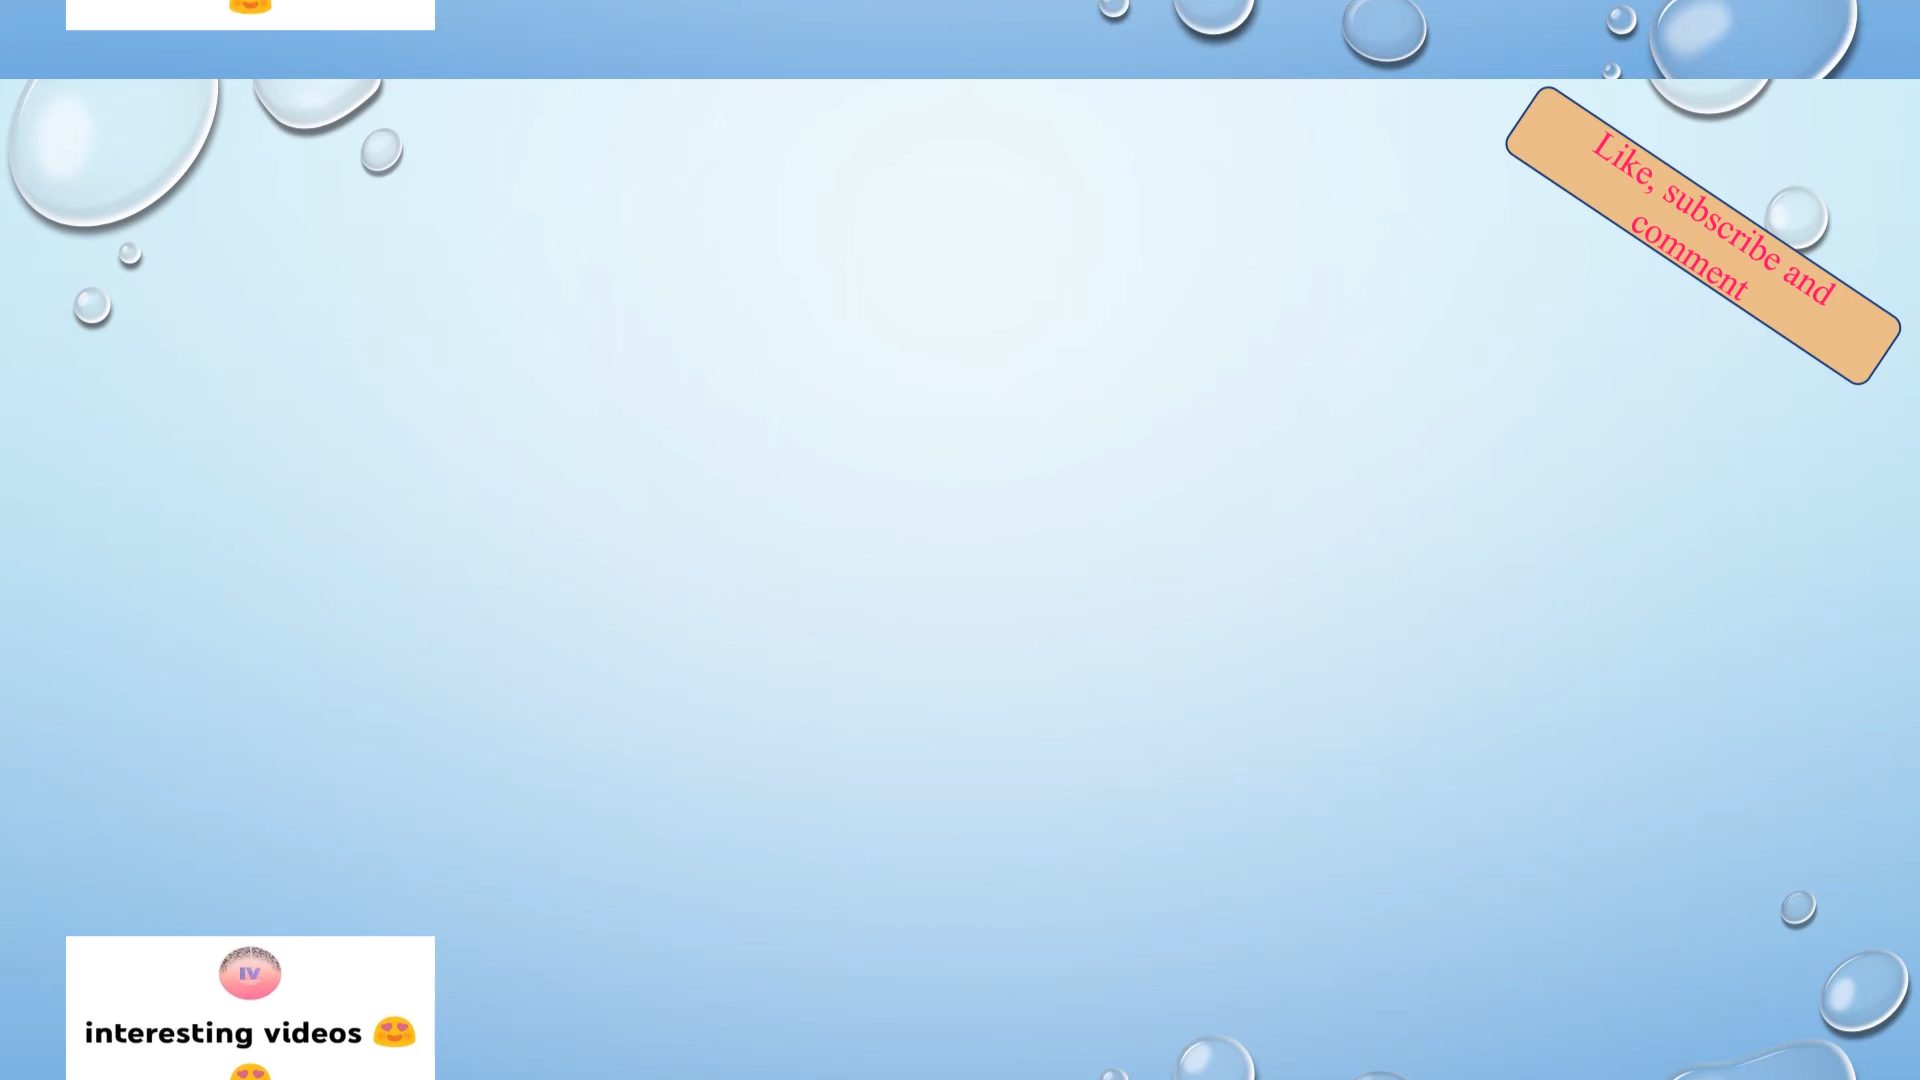 Like, subscribe and
comment
IV
interesting videos 😍
😍